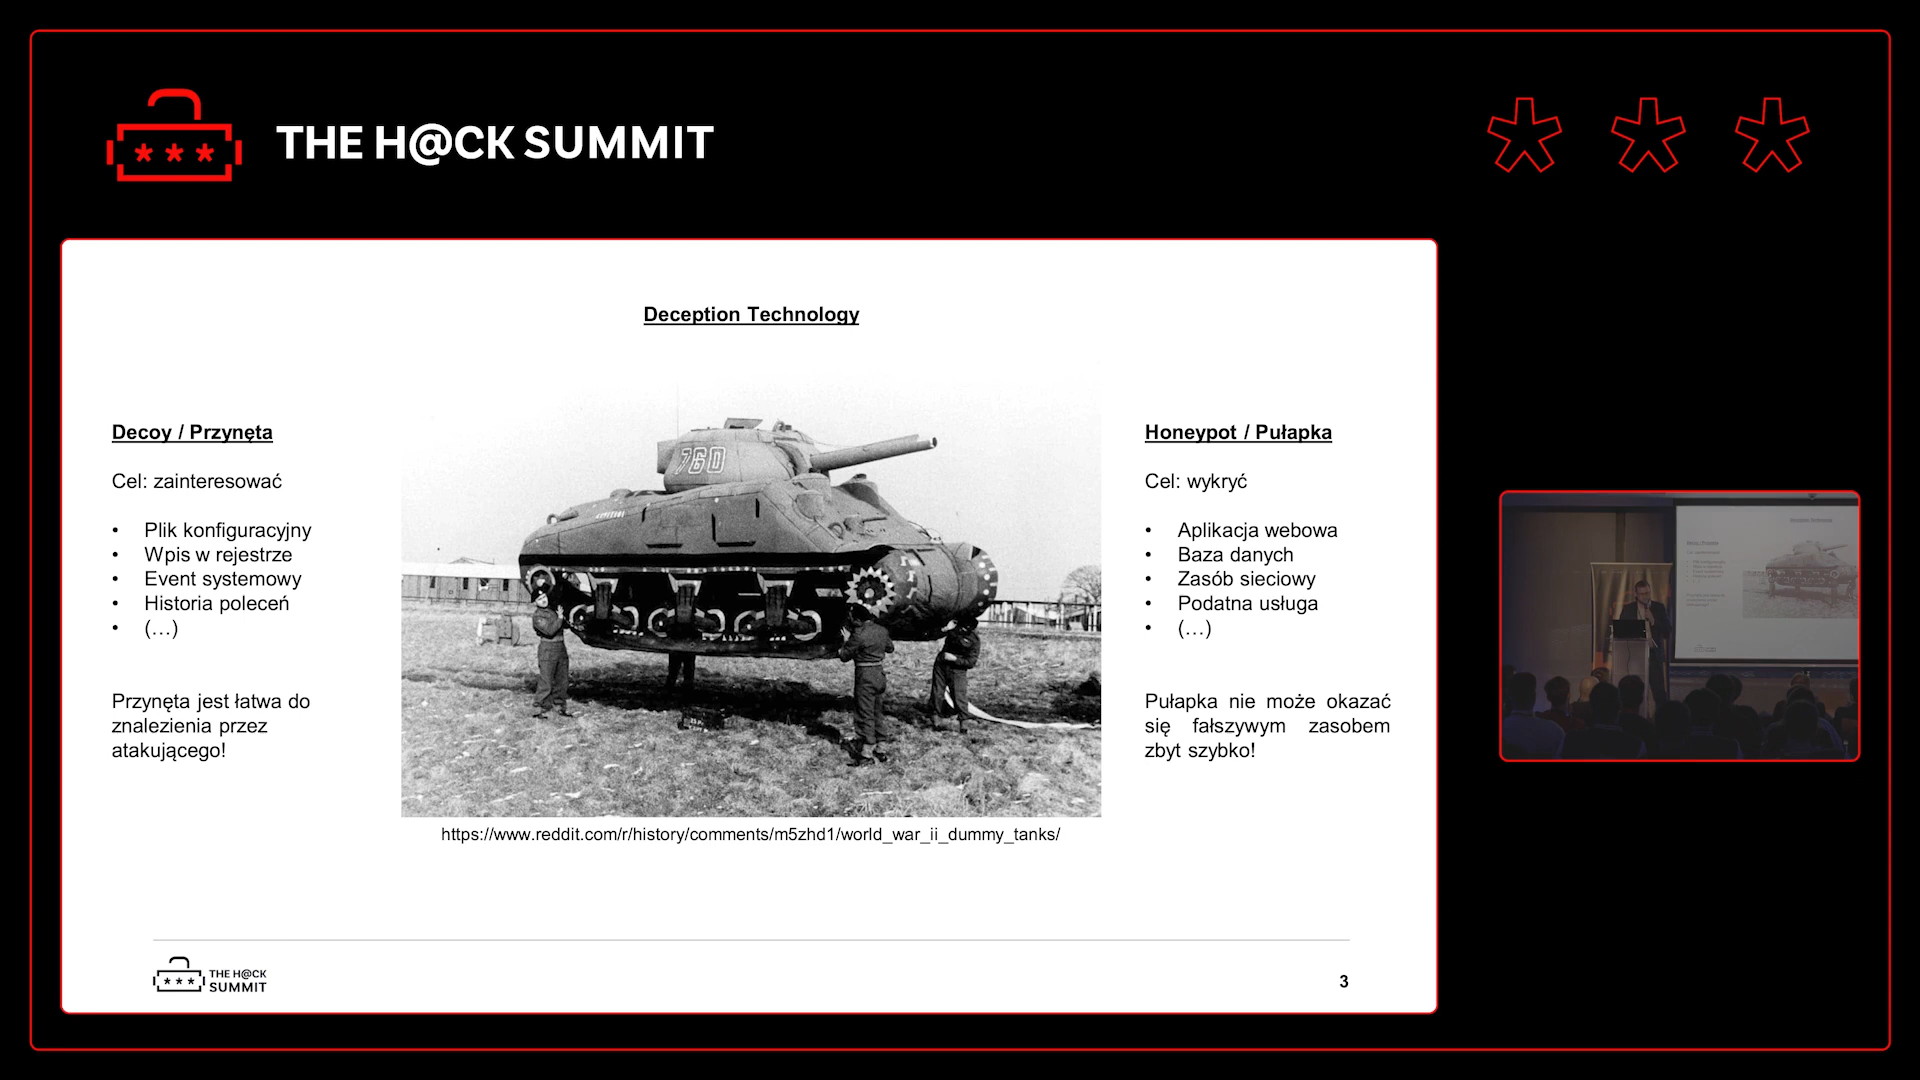 THE H@CK SUMMIT
Deception Technology
Decoy / Przynęta
Cel: zainteresować
• Plik konfiguracyjny
• Wpis w rejestrze
• Event systemowy
• Historia poleceń
• (…)
Przynęta jest łatwa do
znalezienia przez
atakującego!
760
https://www.reddit.com/r/history/comments/m5zhd1/world_war_ii_dummy_tanks/
Honeypot / Pułapka
Cel: wykryć
• Aplikacja webowa
• Baza danych
• Zasób sieciowy
• Podatna usługa
• (…)
Pułapka nie może okazać
się fałszywym zasobem
zbyt szybko!
THE H@CK
SUMMIT
3